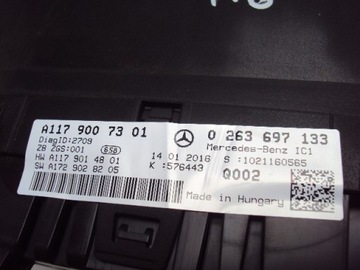 A117 900 73 01
DiagID:2709
ZB ZGS:001 658
HW A117 901 48 01
SW A172 902 82 05
14 01 2016
K :576443
0 263 697 133
Mercedes-Benz IC1
S :1021160565
Q002
Made in Hungary